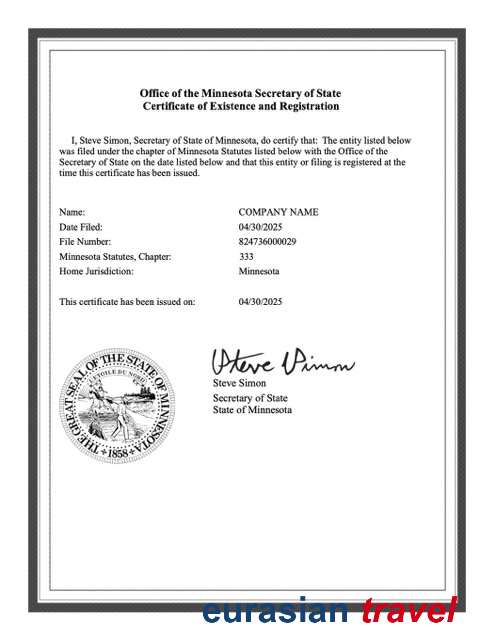 Office of the Minnesota Secretary of State
Certificate of Existence and Registration
I, Steve Simon, Secretary of State of Minnesota, do certify that: The entity listed below
was filed under the chapter of Minnesota Statutes listed below with the Office of the
Secretary of State on the date listed below and that this entity or filing is registered at the
time this certificate has been issued.
Name: COMPANY NAME
Date Filed: 04/30/2025
File Number: 824736000029
Minnesota Statutes, Chapter: 333
Home Jurisdiction: Minnesota
This certificate has been issued on: 04/30/2025
THE GREAT SEAL OF THE STATE OF MINNESOTA
L'ETOILE DU NORD
1858
Steve Simon
Steve Simon
Secretary of State
State of Minnesota
eurasian travel